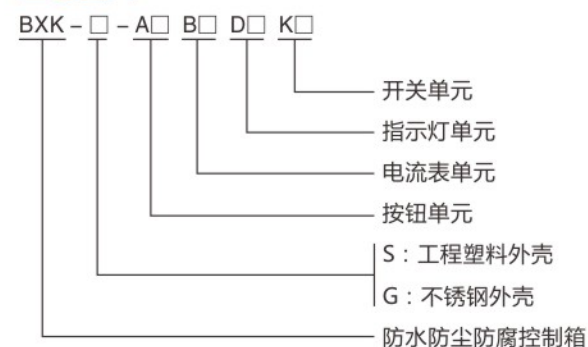 BXK - □ - A□ B□ D□ K□
开关单元
指示灯单元
电流表单元
按钮单元
S：工程塑料外壳
G：不锈钢外壳
防水防尘防腐控制箱